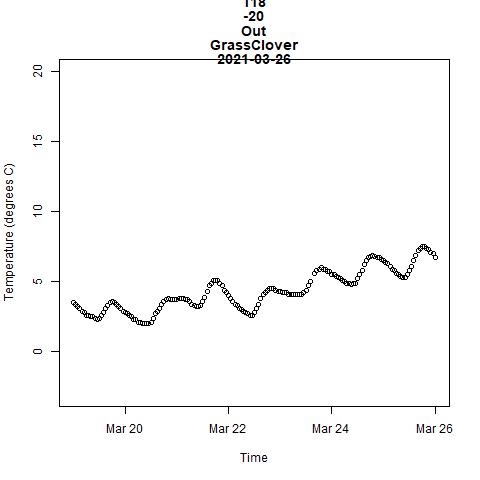 T18
-20
Out
GrassClover
2021-03-26
20
15
10
5
0
Temperature (degrees C)
Mar 20
Mar 22
Mar 24
Mar 26
Time